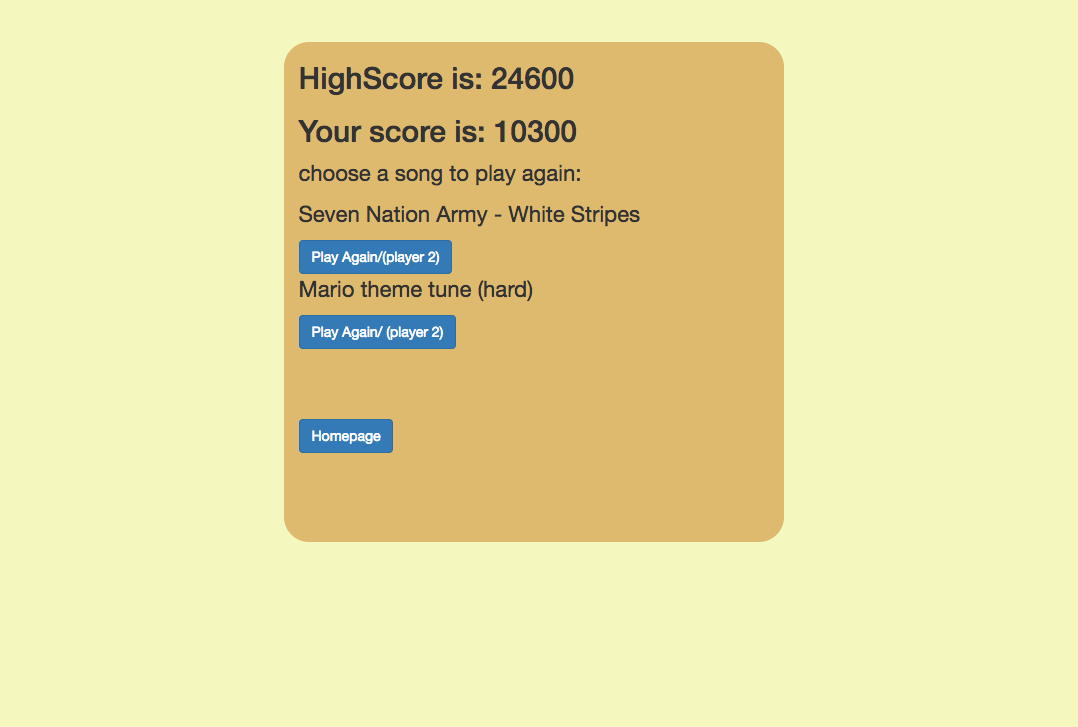 HighScore is: 24600
Your score is: 10300
choose a song to play again:
Seven Nation Army - White Stripes
Play Again/(player 2)
Mario theme tune (hard)
Play Again/ (player 2)
Homepage